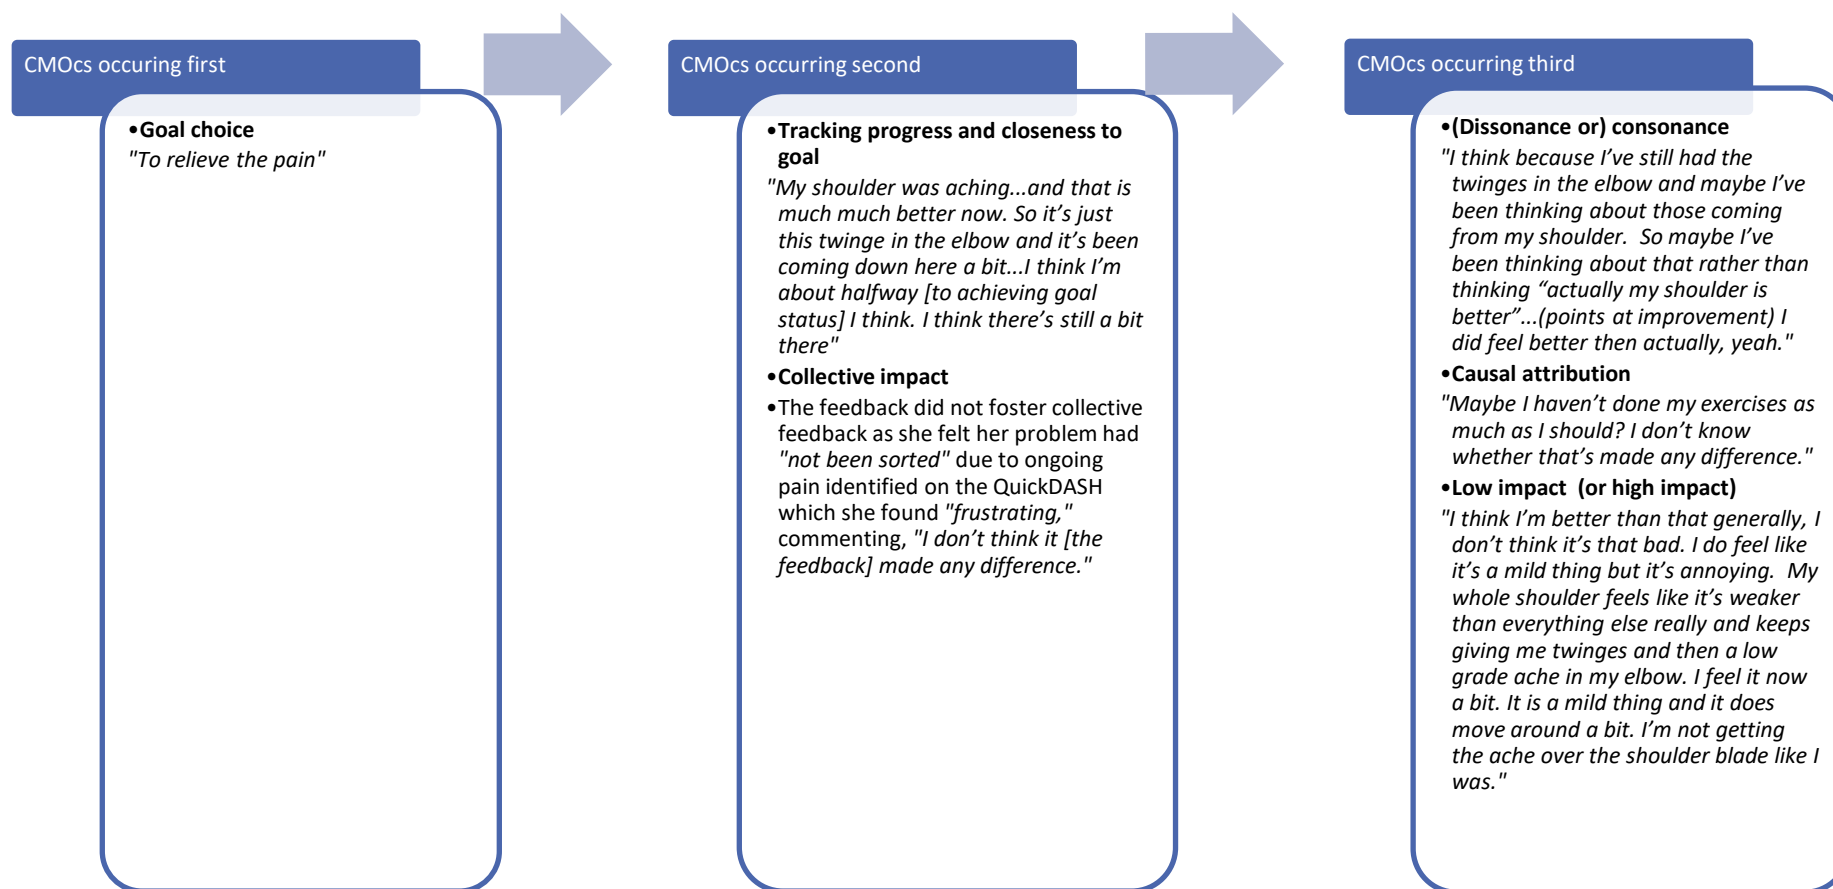 CMOCs occuring first
•Goal choice
"To relieve the pain"
CMOCs occurring second
•Tracking progress and closeness to
goal
"My shoulder was aching...and that is
much much better now. So it's just
this twinge in the elbow and it's been
coming down here a bit...I think I'm
about halfway [to achieving goal
status] I think. I think there's still a bit
there"
•Collective impact
•The feedback did not foster collective
feedback as she felt her problem had
"not been sorted" due to ongoing
pain identified on the QuickDASH
which she found "frustrating,"
commenting, "I don't think it [the
feedback] made any difference."
CMOCs occurring third
•(Dissonance or) consonance
"I think because I've still had the
twinges in the elbow and maybe I've
been thinking about those coming
from my shoulder.  So maybe I've
been thinking about that rather than
thinking “actually my shoulder is
better”...(points at improvement) I
did feel better then actually, yeah."
•Causal attribution
"Maybe I haven't done my exercises as
much as I should? I don't know
whether that's made any difference."
•Low impact  (or high impact)
"I think I'm better than that generally, I
don't think it's that bad. I do feel like
it's a mild thing but it's annoying.  My
whole shoulder feels like it's weaker
than everything else really and keeps
giving me twinges and then a low
grade ache in my elbow. I feel it now
a bit. It is a mild thing and it does
move around a bit. I'm not getting
the ache over the shoulder blade like I
was."